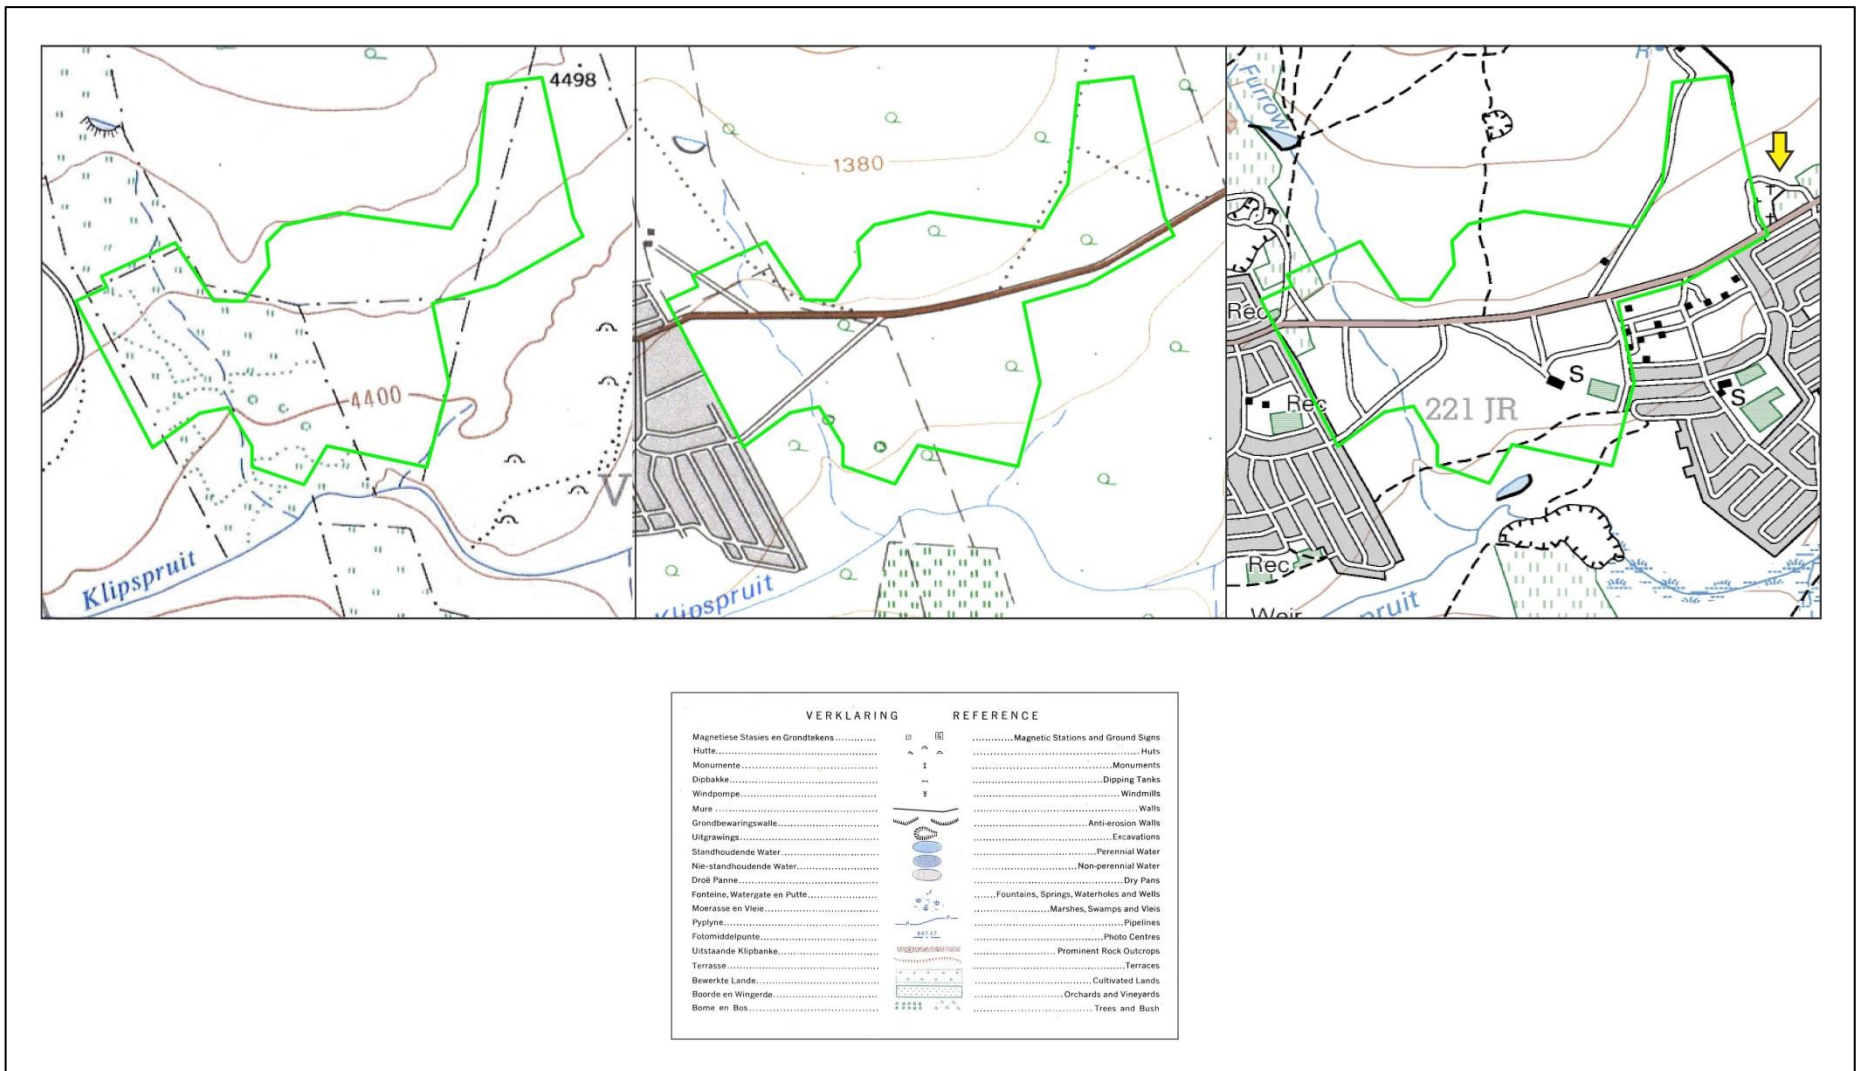 4498
4400
V
Klipspruit
1380
Klipspruit
R
Furrow
Rec
Rec
S
221 JR
S
Rec
Weir
pruit
VERKLARING REFERENCE
Magnetiese Stasies en Grondtekens ............ G ............ Magnetic Stations and Ground Signs
Hutte ............ Huts
Monumente ............ Monuments
Dipbakke ............ Dipping Tanks
Windpompe ............ Windmills
Mure ............ Walls
Grondbewaringswalle ............ Anti-erosion Walls
Uitgrawings ............ Excavations
Standhoudende Water ............ Perennial Water
Nie-standhoudende Water ............ Non-perennial Water
Droë Panne ............ Dry Pans
Fonteine, Watergate en Putte ............ Fountains, Springs, Waterholes and Wells
Moerasse en Vleie ............ Marshes, Swamps and Vleis
Pyplyne ............ Pipelines
Fotomiddelpunte ............ Photo Centres
Uitstaande Klipbanke ............ Prominent Rock Outcrops
Terrasse ............ Terraces
Bewerkte Lande ............ Cultivated Lands
Boorde en Wingerde ............ Orchards and Vineyards
Bome en Bos ............ Trees and Bush